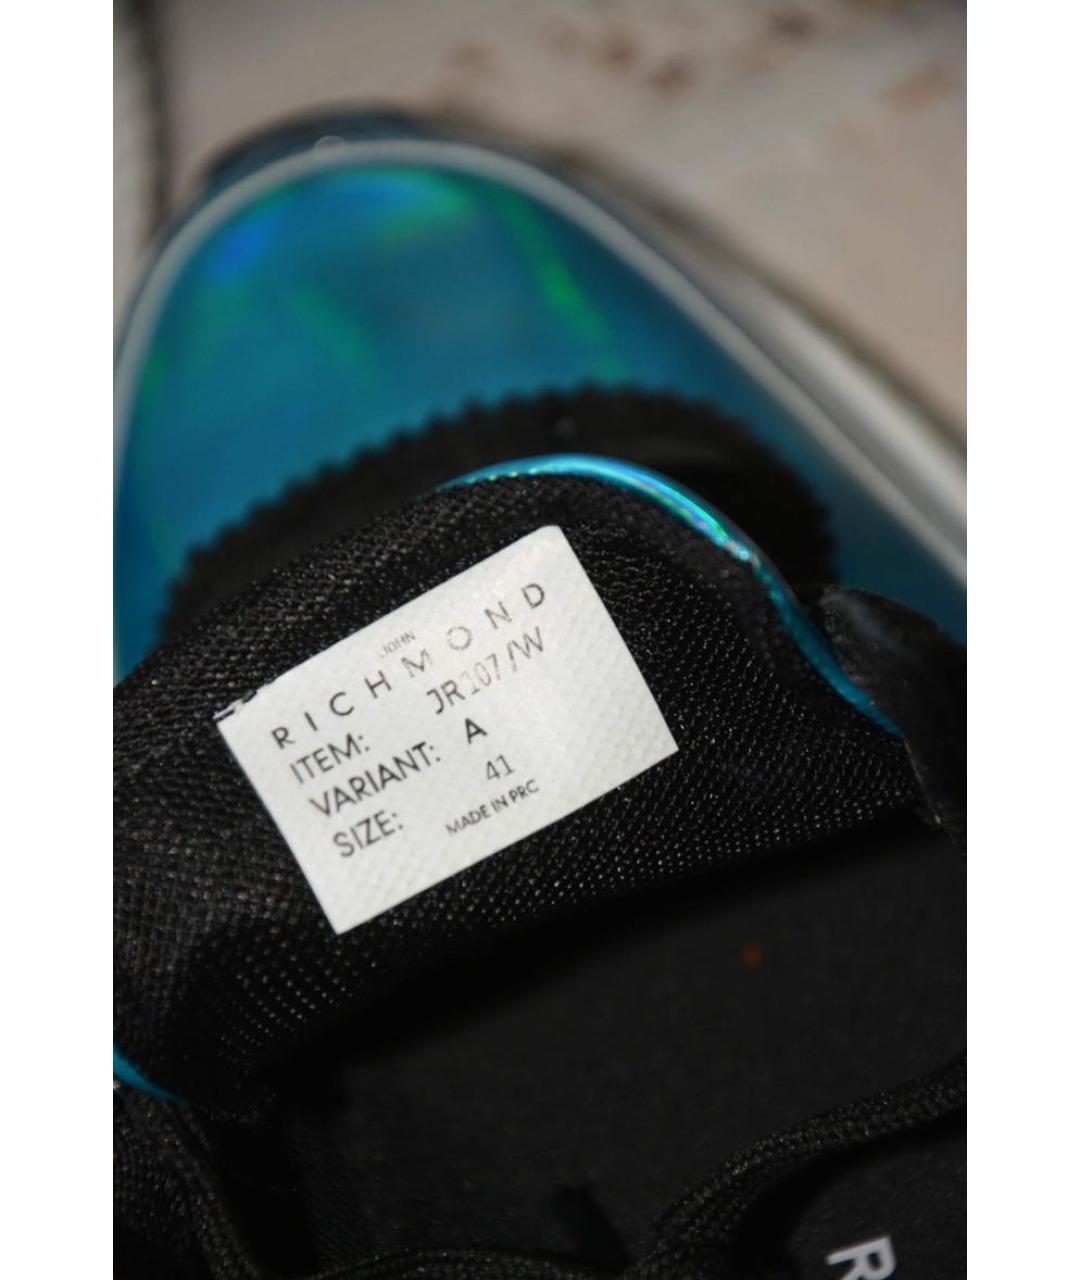 JOHN
RICHMOND
ITEM: JR107/W
VARIANT: A
SIZE: 41
MADE IN PRC
R